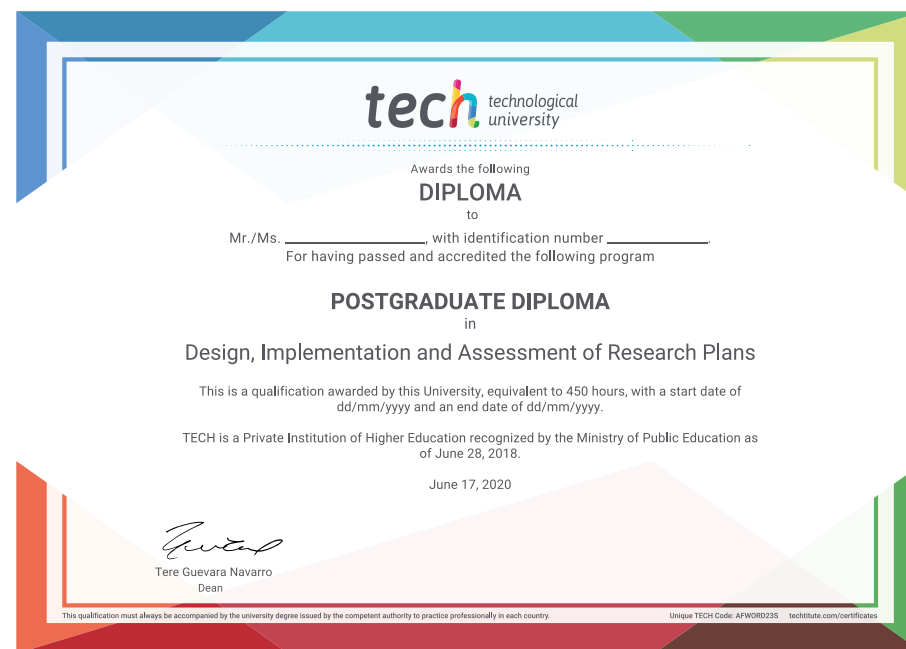 tech technological
university
Awards the following
DIPLOMA
to
Mr./Ms. ____________________, with identification number ______________.
For having passed and accredited the following program
POSTGRADUATE DIPLOMA
in
Design, Implementation and Assessment of Research Plans
This is a qualification awarded by this University, equivalent to 450 hours, with a start date of
dd/mm/yyyy and an end date of dd/mm/yyyy.
TECH is a Private Institution of Higher Education recognized by the Ministry of Public Education as
of June 28, 2018.
June 17, 2020
Tere Guevara Navarro
Dean
This qualification must always be accompanied by the university degree issued by the competent authority to practice professionally in each country. Unique TECH Code: AFWORD23S techtitute.com/certificates